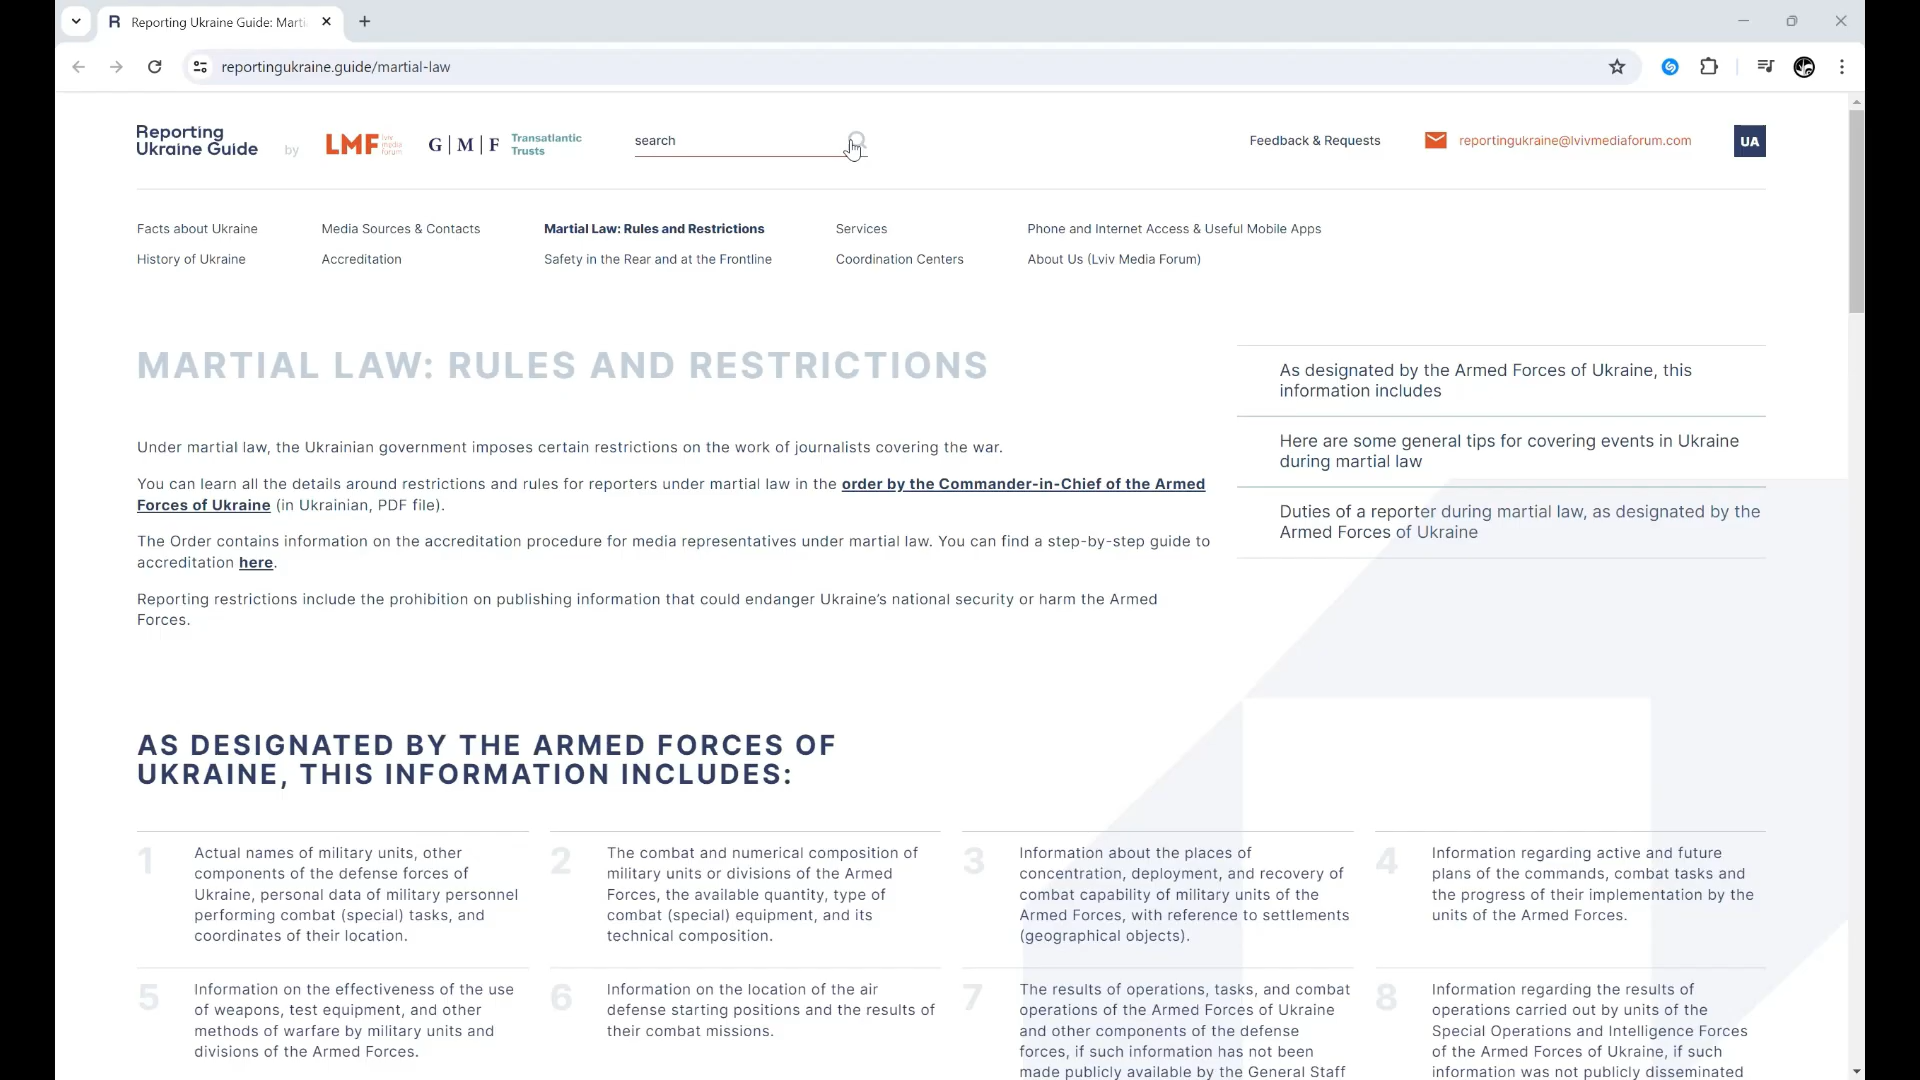 Reporting Ukraine Guide: Marti
reportingukraine.guide/martial-law
Reporting
Ukraine Guide
by
LMF lviv media forum
G | M | F Transatlantic Trusts
search
Feedback & Requests
reportingukraine@lvivmediaforum.com
UA
Facts about Ukraine
Media Sources & Contacts
Martial Law: Rules and Restrictions
Services
Phone and Internet Access & Useful Mobile Apps
History of Ukraine
Accreditation
Safety in the Rear and at the Frontline
Coordination Centers
About Us (Lviv Media Forum)
MARTIAL LAW: RULES AND RESTRICTIONS
Under martial law, the Ukrainian government imposes certain restrictions on the work of journalists covering the war.
You can learn all the details around restrictions and rules for reporters under martial law in the order by the Commander-in-Chief of the Armed
Forces of Ukraine (in Ukrainian, PDF file).
The Order contains information on the accreditation procedure for media representatives under martial law. You can find a step-by-step guide to
accreditation here.
Reporting restrictions include the prohibition on publishing information that could endanger Ukraine's national security or harm the Armed
Forces.
As designated by the Armed Forces of Ukraine, this
information includes
Here are some general tips for covering events in Ukraine
during martial law
Duties of a reporter during martial law, as designated by the
Armed Forces of Ukraine
AS DESIGNATED BY THE ARMED FORCES OF
UKRAINE, THIS INFORMATION INCLUDES:
1
Actual names of military units, other
components of the defense forces of
Ukraine, personal data of military personnel
performing combat (special) tasks, and
coordinates of their location.
2
The combat and numerical composition of
military units or divisions of the Armed
Forces, the available quantity, type of
combat (special) equipment, and its
technical composition.
3
Information about the places of
concentration, deployment, and recovery of
combat capability of military units of the
Armed Forces, with reference to settlements
(geographical objects).
4
Information regarding active and future
plans of the commands, combat tasks and
the progress of their implementation by the
units of the Armed Forces.
5
Information on the effectiveness of the use
of weapons, test equipment, and other
methods of warfare by military units and
divisions of the Armed Forces.
6
Information on the location of the air
defense starting positions and the results of
their combat missions.
7
The results of operations, tasks, and combat
operations of the Armed Forces of Ukraine
and other components of the defense
forces, if such information has not been
made publicly available by the General Staff
8
Information regarding the results of
operations carried out by units of the
Special Operations and Intelligence Forces
of the Armed Forces of Ukraine, if such
information was not publicly disseminated